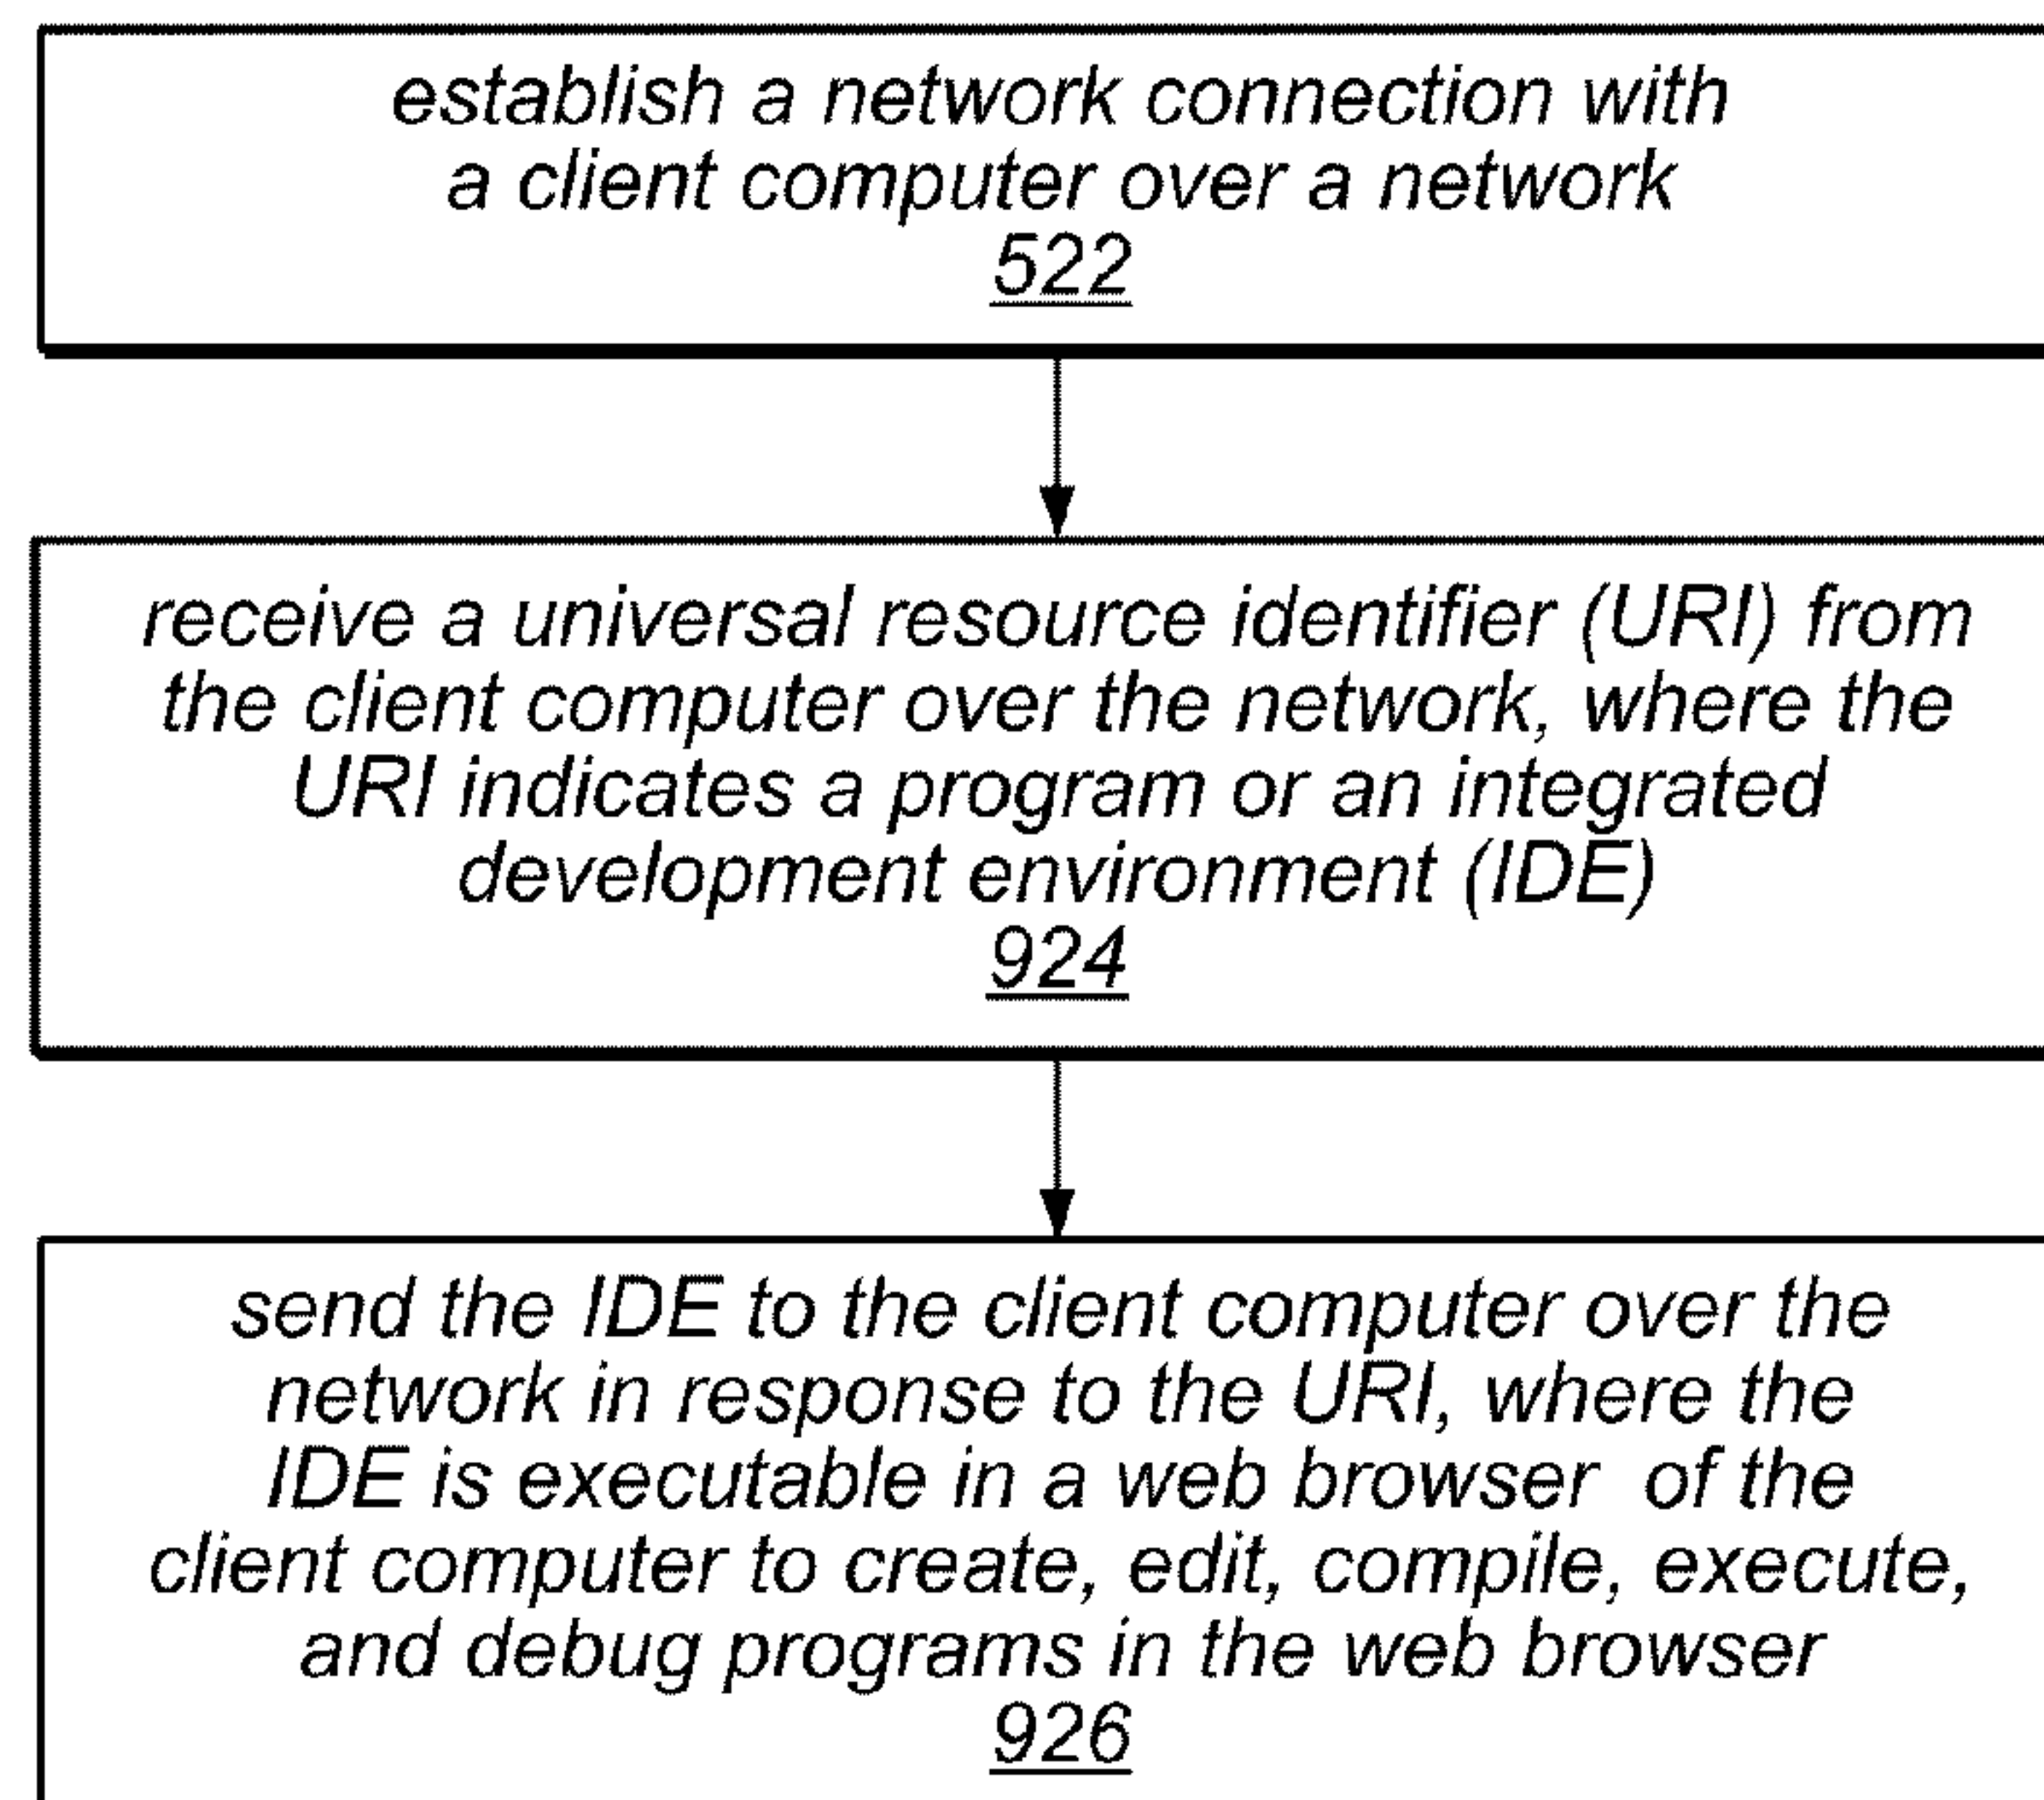 establish a network connection with
a client computer over a network
522
receive a universal resource identifier (URI) from
the client computer over the network, where the
URI indicates a program or an integrated
development environment (IDE)
924
send the IDE to the client computer over the
network in response to the URI, where the
IDE is executable in a web browser of the
client computer to create, edit, compile, execute,
and debug programs in the web browser
926